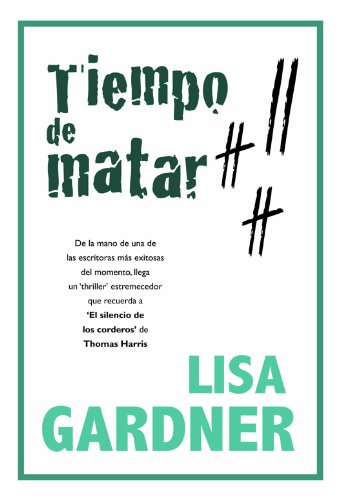 Tiempo
de
matar
De la mano de una de
las escritoras más exitosas
del momento, llega
un ‘thriller’ estremecedor
que recuerda a
‘El silencio de
los corderos’ de
Thomas Harris
LISA
GARDNER